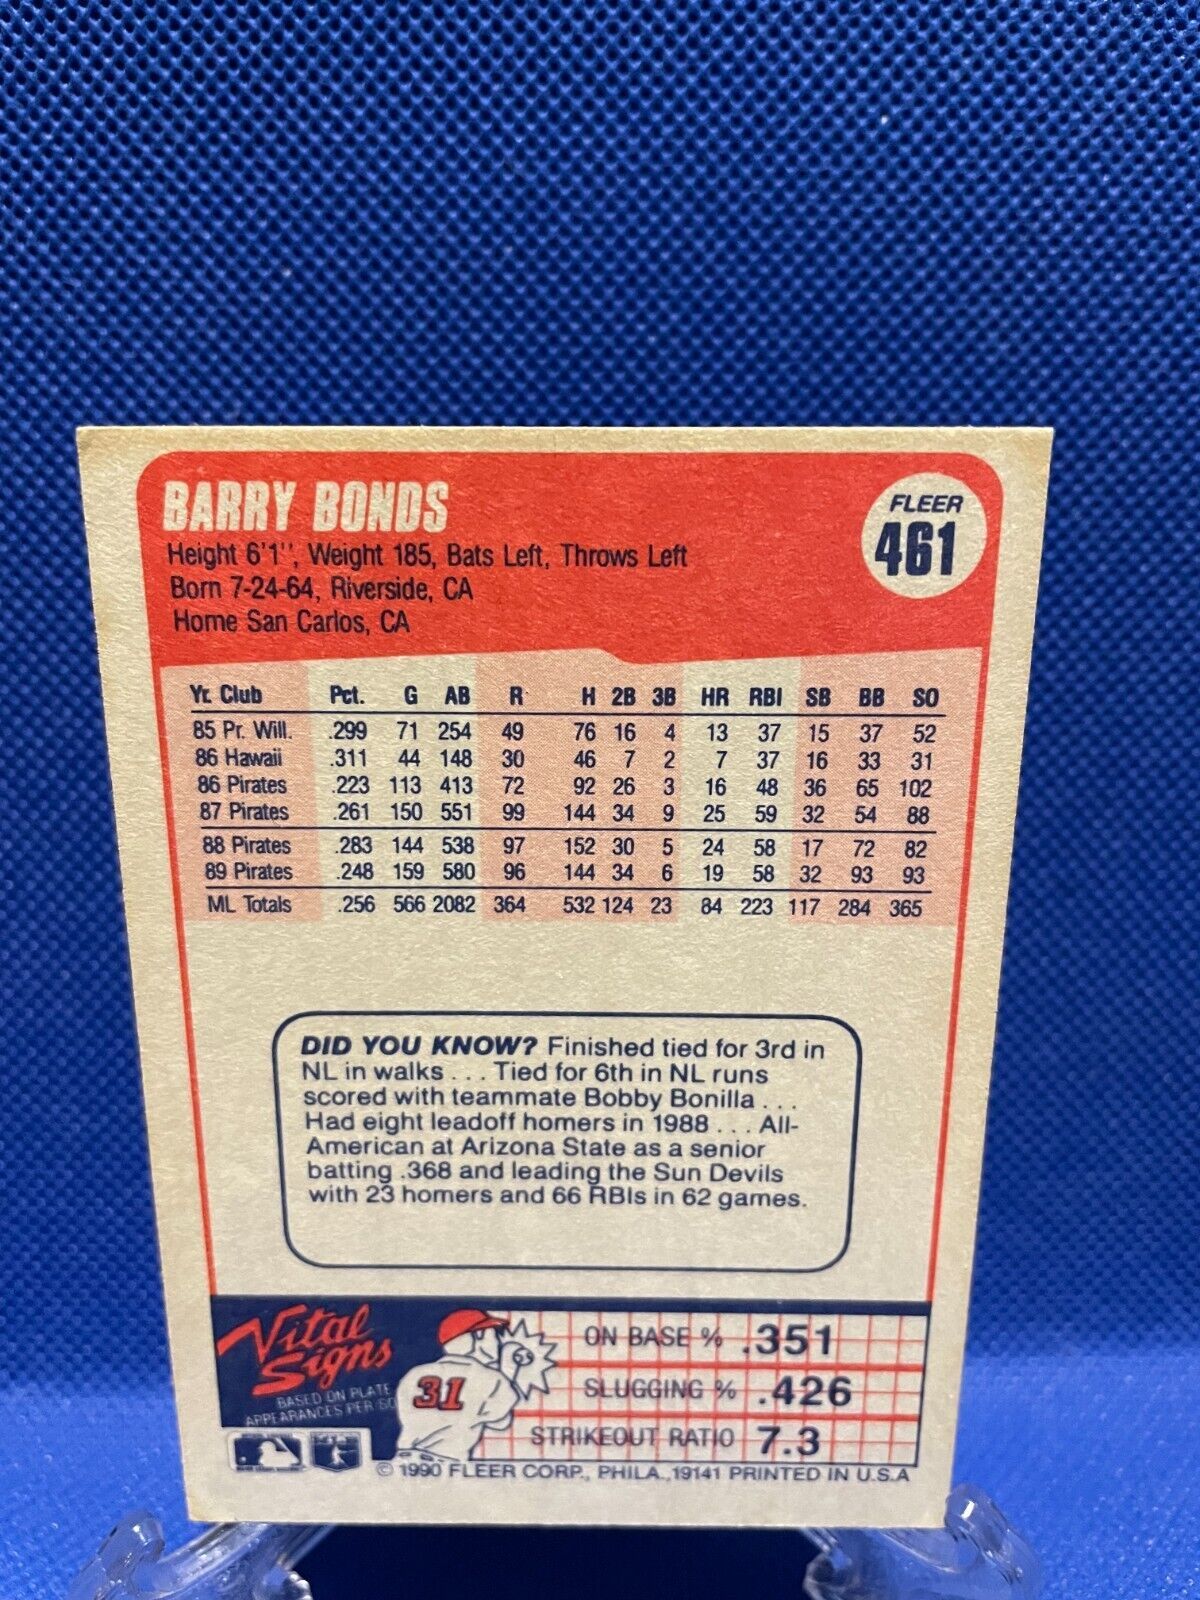 BARRY BONDS
FLEER
461
Height 6'1", Weight 185, Bats Left, Throws Left
Born 7-24-64, Riverside, CA
Home San Carlos, CA
Yr. Club Pct. G AB R H 2B 3B HR RBI SB BB SO
85 Pr. Will. .299 71 254 49 76 16 4 13 37 15 37 52
86 Hawaii .311 44 148 30 46 7 2 7 37 16 33 31
86 Pirates .223 113 413 72 92 26 3 16 48 36 65 102
87 Pirates .261 150 551 99 144 34 9 25 59 32 54 88
88 Pirates .283 144 538 97 152 30 5 24 58 17 72 82
89 Pirates .248 159 580 96 144 34 6 19 58 32 93 93
ML Totals .256 566 2082 364 532 124 23 84 223 117 284 365
DID YOU KNOW? Finished tied for 3rd in
NL in walks . . . Tied for 6th in NL runs
scored with teammate Bobby Bonilla . . .
Had eight leadoff homers in 1988 . . . All-
American at Arizona State as a senior
batting .368 and leading the Sun Devils
with 23 homers and 66 RBIs in 62 games.
Vital
Signs
BASED ON PLATE
APPEARANCES PER SO
31
ON BASE % .351
SLUGGING % .426
STRIKEOUT RATIO 7.3
© 1990 FLEER CORP., PHILA., 19141 PRINTED IN U.S.A